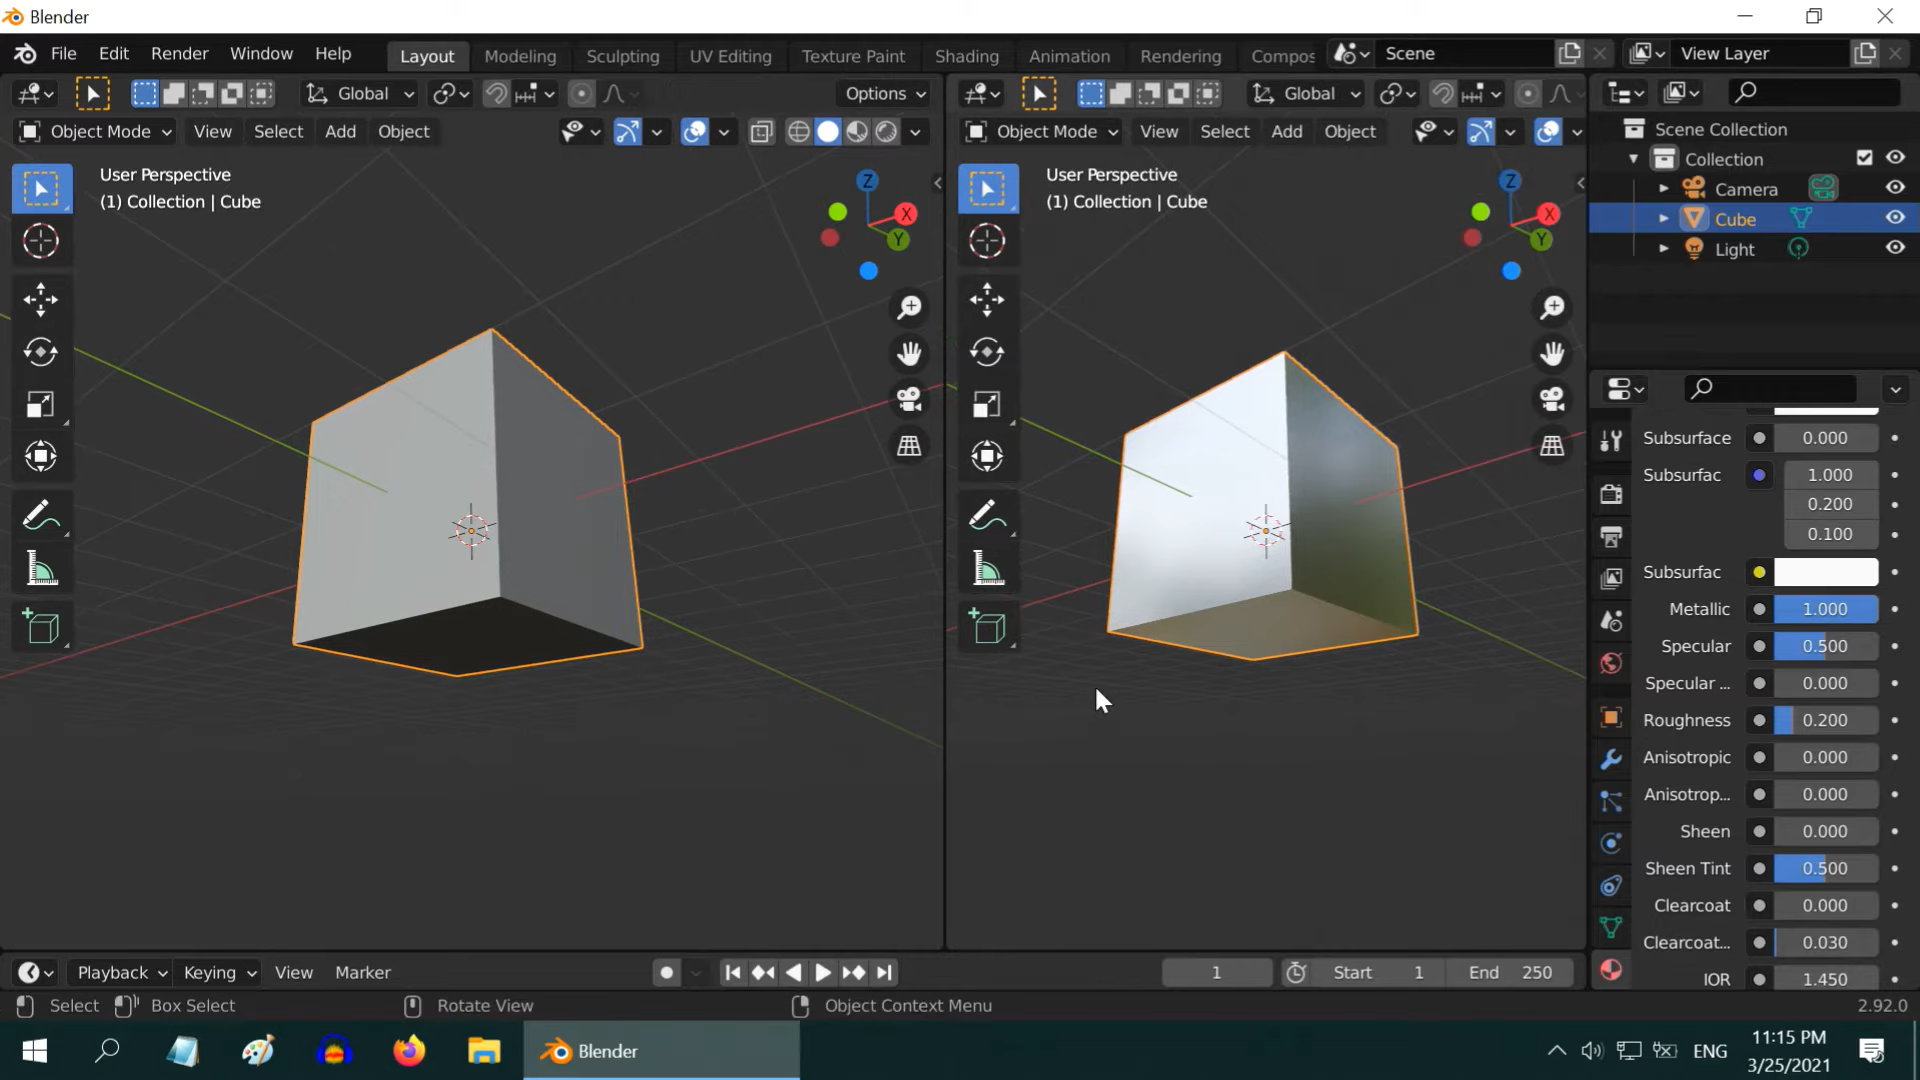 Blender
File Edit Render Window Help Layout Modeling Sculpting UV Editing Texture Paint Shading Animation Rendering Compos Scene View Layer
Global Options
Object Mode View Select Add Object
User Perspective
(1) Collection | Cube
Z
X
Y
Global
Object Mode View Select Add Object
User Perspective
(1) Collection | Cube
Z
X
Y
Scene Collection
Collection
Camera
Cube
Light
Subsurface 0.000
Subsurfac 1.000
0.200
0.100
Subsurfac
Metallic 1.000
Specular 0.500
Specular ... 0.000
Roughness 0.200
Anisotropic 0.000
Anisotrop... 0.000
Sheen 0.000
Sheen Tint 0.500
Clearcoat 0.000
Clearcoat... 0.030
IOR 1.450
Playback Keying View Marker 1 Start 1 End 250
Select Box Select Rotate View Object Context Menu 2.92.0
Blender ENG
11:15 PM
3/25/2021